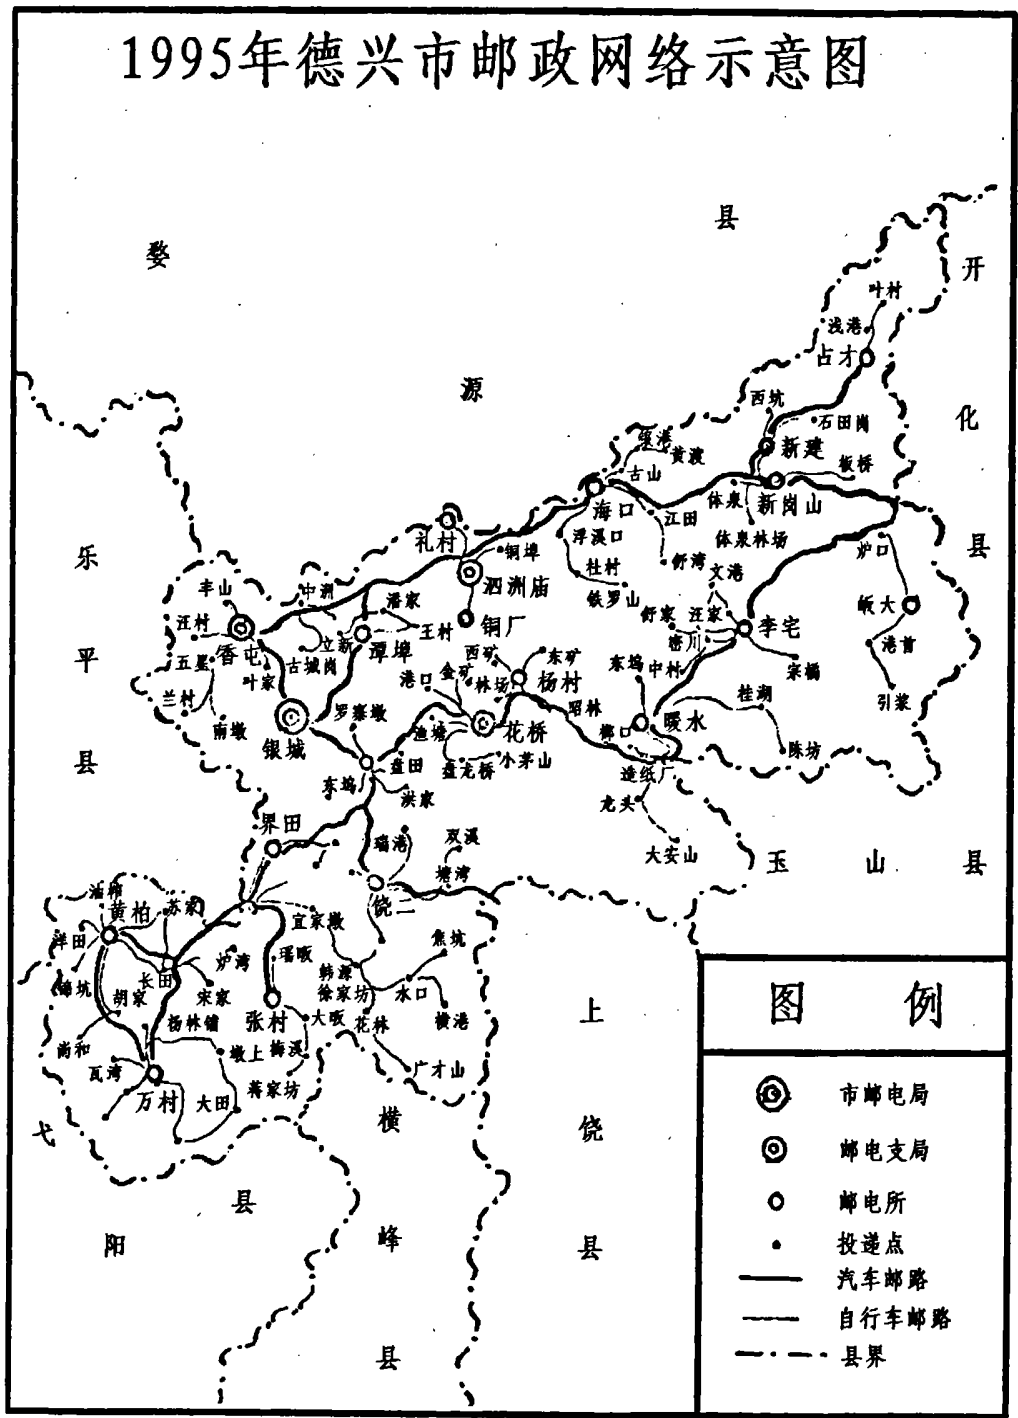 1995年德兴市邮政网络示意图
县
婺
开
叶村
浅港
占才
源
西坑
化
石田岗
新建
黄渡
板桥
古山
体泉
新岗山
海口
江田
礼村
铜埠
浮溪口
体泉林场
县
炉口
乐
舒湾
文港
丰山
中洲
泗洲庙
杜村
铁罗山
皈大
潘家
汪村
铜厂
舒家
汪家
李宅
王村
立新
香屯
潭埠
密川
港首
五星
古城岗
西矿
东矿
平
叶家
金矿
东坞
中村
宋楊
港口
林场
杨村
桂湖
兰村
罗寨墩
昭林
引浆
南墩
渔塘
花桥
柳口
暖水
银城
陈坊
县
盘田
盘龙桥
小茅山
造纸厂
东坞
洪家
龙头
界田
瑞港
双溪
大安山
玉
山
县
塘湾
油榨
黄柏
苏家
饶二
宜家墩
洋田
焦坑
炉湾
瑶畈
锦坑
长田
韩源
胡家
宋家
徐家坊
水口
图 例
张村
大畈
横港
杨林铺
花林
上
尚和
墩上
梅溪
瓦湾
广才山
蒋家坊
万村
大田
市邮电局
横
饶
弋
邮电支局
县
邮电所
阳
峰
县
投递点
汽车邮路
自行车邮路
县
县界